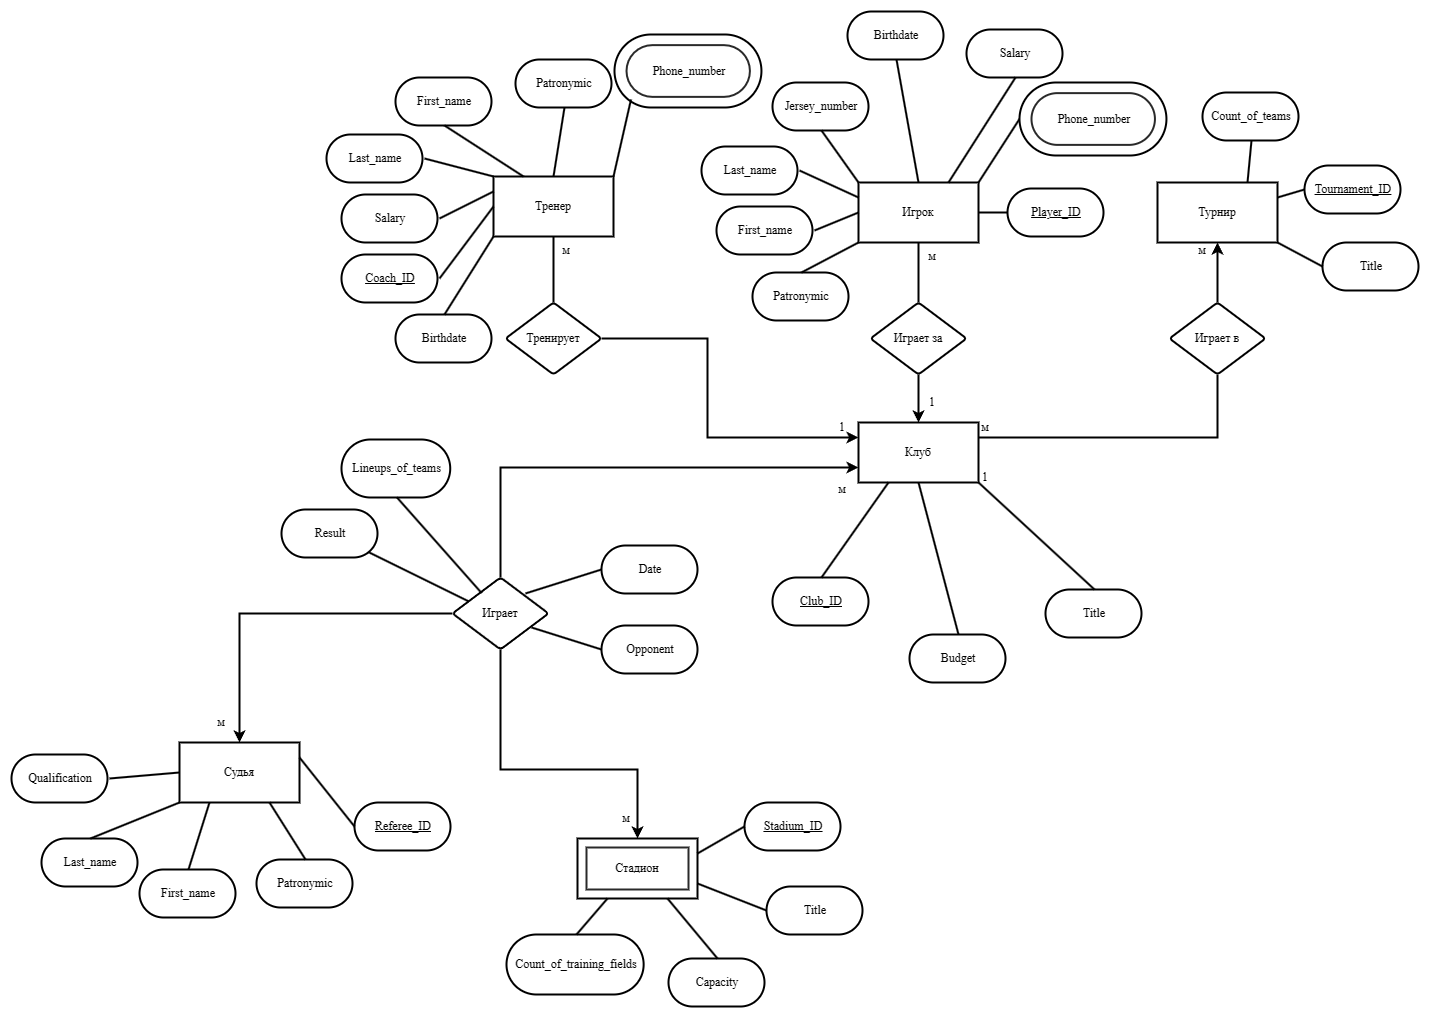 Birthdate
Salary
Patronymic
Phone_number
First_name
Jersey_number
Phone_number
Count_of_teams
Last_name
Last_name
Tournament_ID
Salary
Тренер
First_name
Игрок
Player_ID
Турнир
Coach_ID
м
Patronymic
м
м
Title
Birthdate
Тренирует
Играет за
Играет в
1
1
м
Клуб
Lineups_of_teams
м
1
Result
Date
Играет
Club_ID
Title
Opponent
Budget
м
Qualification
Судья
Referee_ID
м
Stadium_ID
Last_name
First_name
Patronymic
Стадион
Title
Count_of_training_fields
Capacity